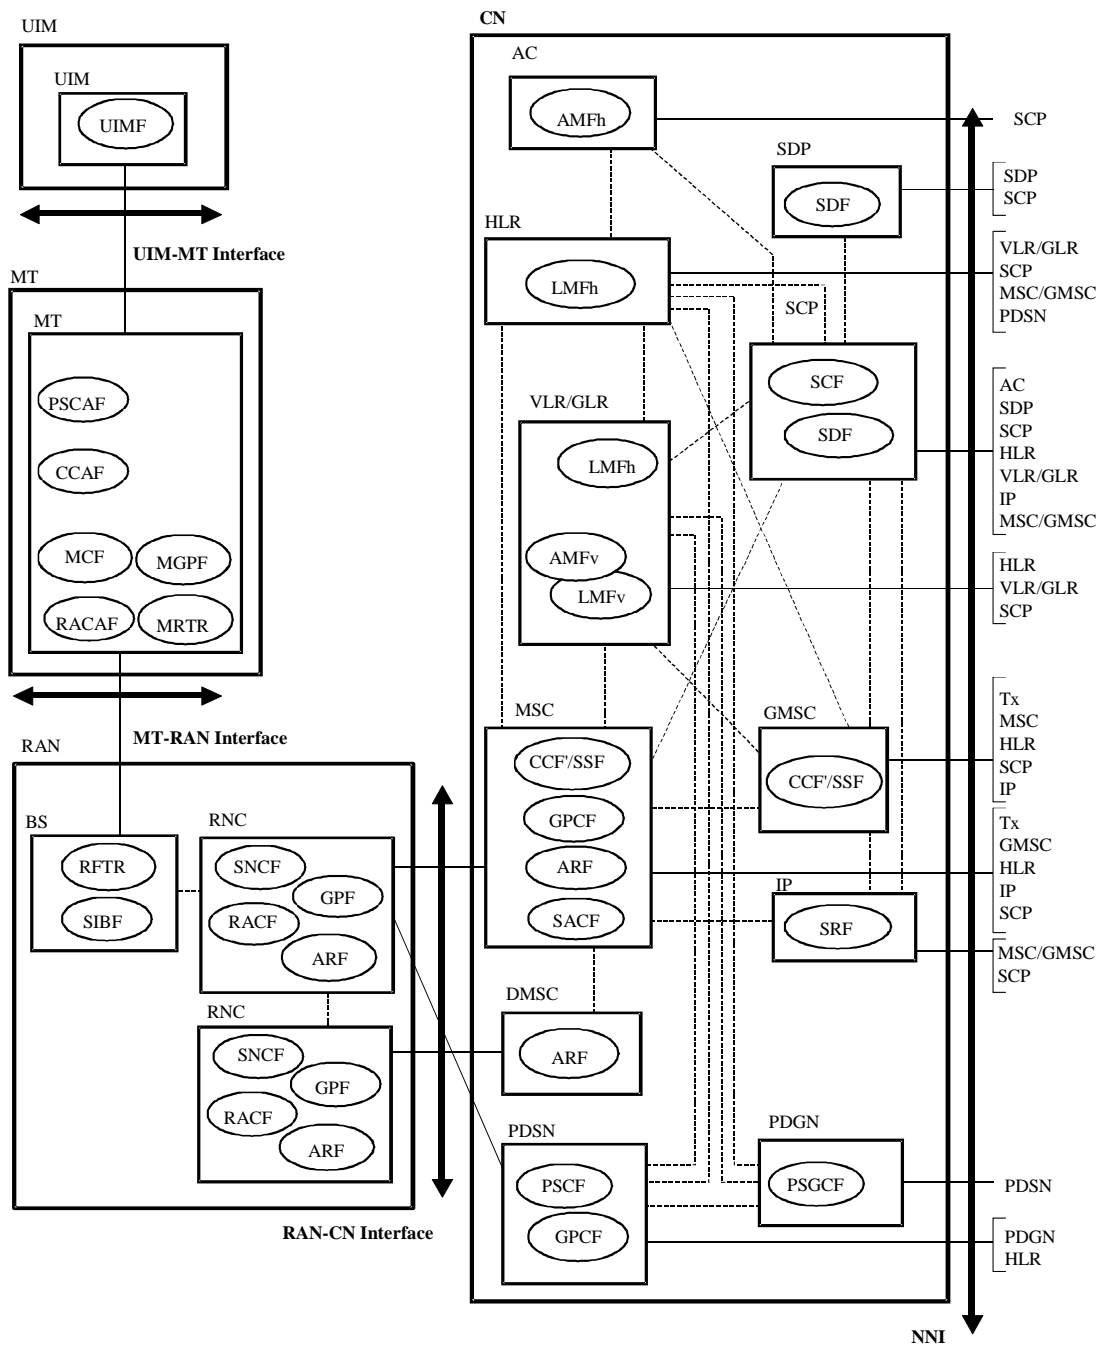 UIM
UIM
UIMF
UIM-MT Interface
MT
MT
PSCAF
CCAF
MCF
MGPF
RACAF
MRTR
MT-RAN Interface
RAN
BS
RFTR
SIBF
RNC
SNCF
GPF
RACF
ARF
RNC
SNCF
GPF
RACF
ARF
RAN-CN Interface
CN
AC
AMFh
SDP
SDF
HLR
LMFh
SCP
SCF
SDF
VLR/GLR
LMFh
AMFv
LMFv
MSC
CCF'/SSF
GPCF
ARF
SACF
GMSC
CCF'/SSF
IP
SRF
DMSC
ARF
PDSN
PSCF
GPCF
PDGN
PSGCF
SCP
SDP
SCP
VLR/GLR
SCP
MSC/GMSC
PDSN
AC
SDP
SCP
HLR
VLR/GLR
IP
MSC/GMSC
HLR
VLR/GLR
SCP
Tx
MSC
HLR
SCP
IP
Tx
GMSC
HLR
IP
SCP
MSC/GMSC
SCP
PDSN
PDGN
HLR
NNI